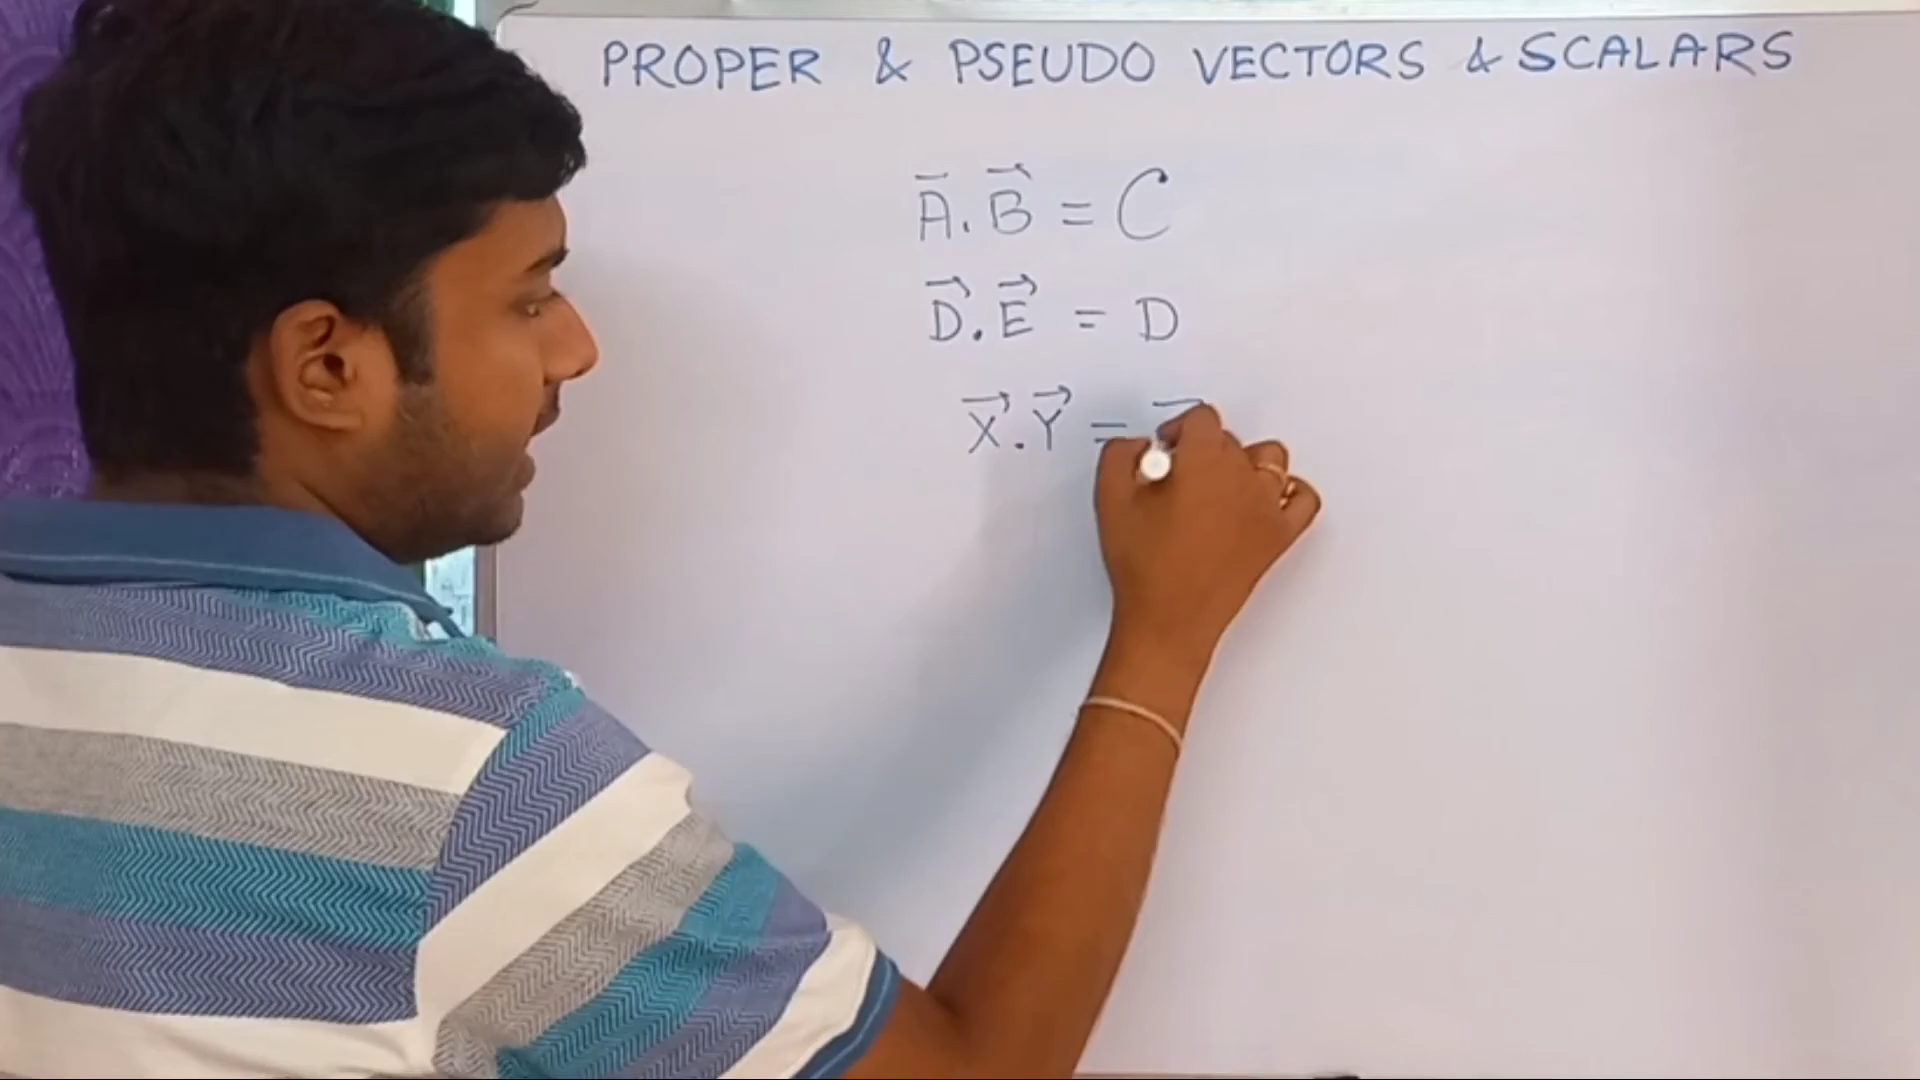 PROPER & PSEUDO VECTORS & SCALARS
A̅.B⃗ = C
D⃗.E⃗ = D
X⃗.Y⃗ =